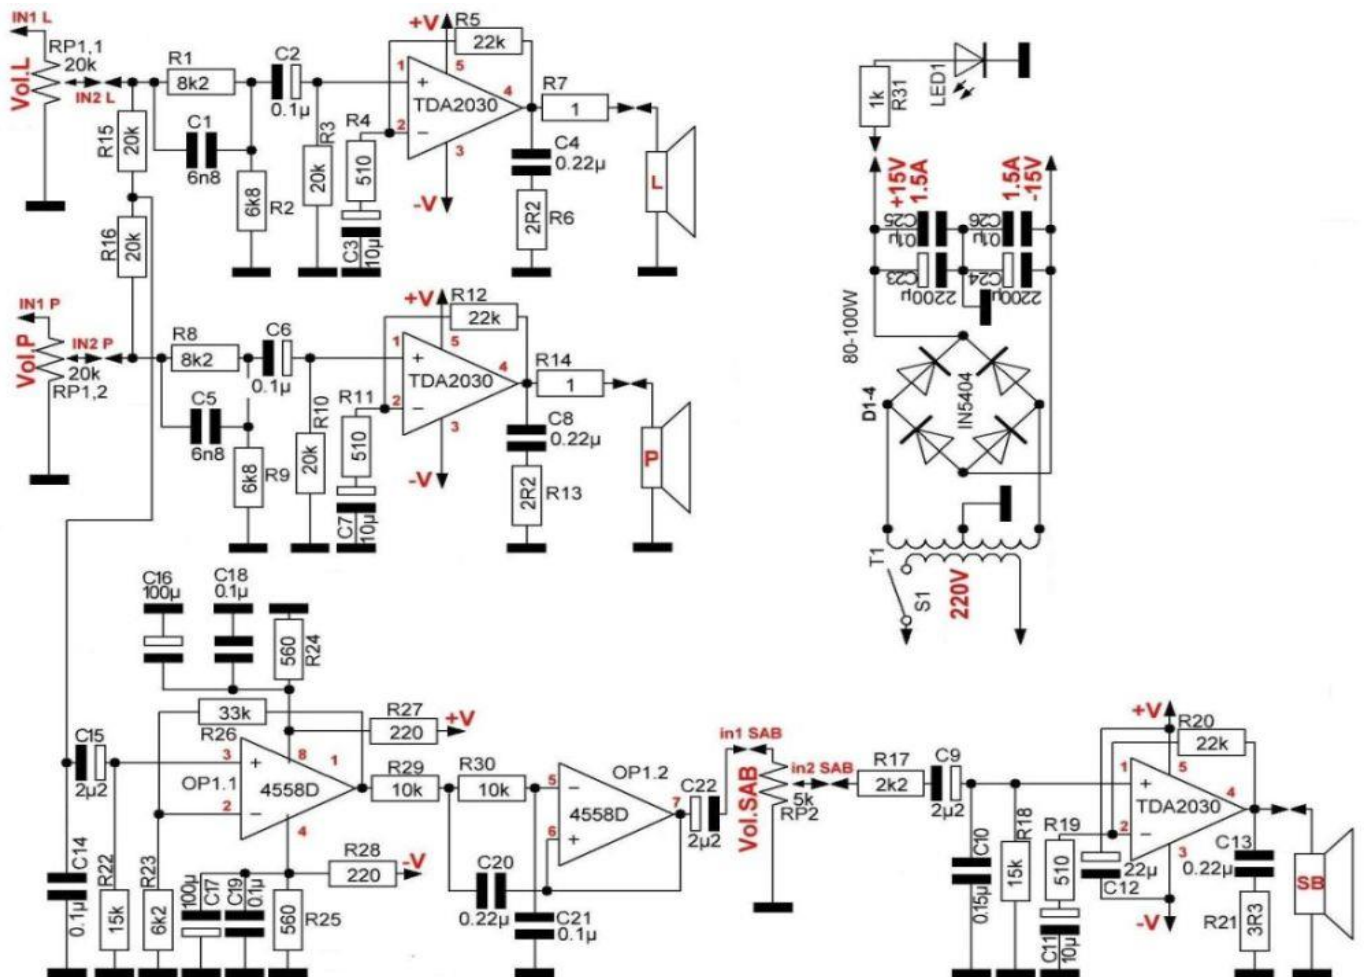 IN1 L
RP1,1
20k
Vol.L
IN2 L
R1
8k2
C1
6n8
R15
20k
R16
20k
C2
0.1µ
6k8
R2
R3
20k
R4
510
C3
10µ
+V
R5
22k
1
5
+
TDA2030
4
2
−
3
-V
R7
1
C4
0.22µ
2R2
R6
L
IN1 P
Vol.P
IN2 P
20k
RP1,2
R8
8k2
C5
6n8
C6
0.1µ
6k8
R9
R10
20k
R11
510
C7
10µ
+V
R12
22k
1
5
+
TDA2030
4
2
−
3
-V
R14
1
C8
0.22µ
2R2
R13
P
1k
R31
LED1
+15V
1.5A
1.5A
-15V
C25
0.1µ
C26
0.1µ
C23
2200µ
C24
2200µ
80-100W
D1-4
IN5404
T1
S1
220V
C16
100µ
C18
0.1µ
560
R24
33k
R26
R27
220
+V
C15
2µ2
3
+
8
1
OP1.1
4558D
2
−
4
R28
220
-V
C14
0.1µ
R22
15k
R23
6k2
100µ
C17
C19
0.1µ
560
R25
R29
10k
R30
10k
C20
0.22µ
C21
0.1µ
OP1.2
5
−
4558D
7
6
+
C22
2µ2
in1 SAB
Vol.SAB
in2 SAB
5k
RP2
R17
2k2
C9
2µ2
C10
0.15µ
R18
15k
R19
510
C11
10µ
+V
R20
22k
1
5
+
TDA2030
4
2
−
3
22µ
C12
-V
C13
0.22µ
R21
3R3
SB